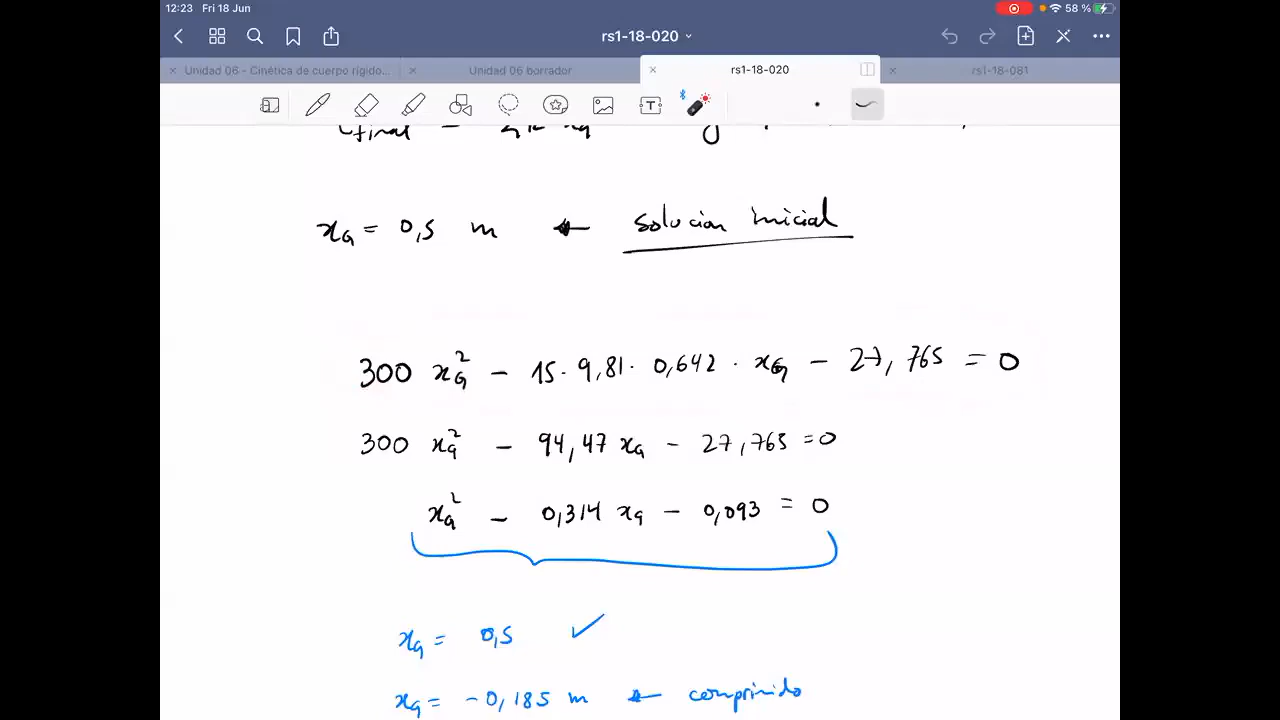 12:23 Fri 18 Jun 58 %
rs1-18-020
Unidad 06 - Cinética de cuerpo rígido... Unidad 06 borrador rs1-18-020 rs1-18-081
x_G = 0,5 m ← solucion inicial
300 x_G² - 15 · 9,81 · 0,642 · x_G - 27,765 = 0
300 x_G² - 94,47 x_G - 27,765 = 0
x_G² - 0,314 x_G - 0,093 = 0
x_G = 0,5 ✓
x_G = -0,185 m ← comprimido